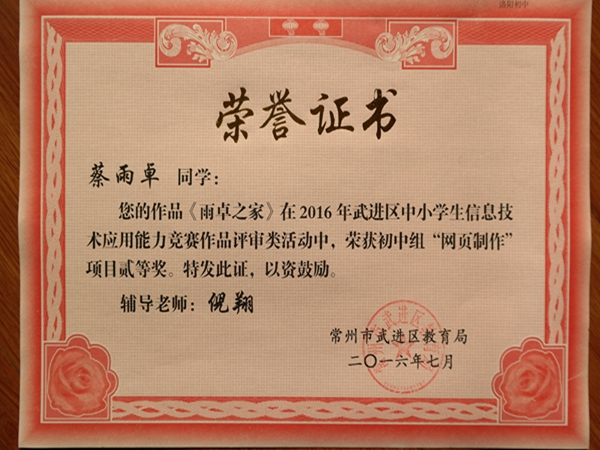 洛阳初中
荣誉证书
蔡雨卓 同学：
您的作品《雨卓之家》在2016年武进区中小学生信息技
术应用能力竞赛作品评审类活动中，荣获初中组“网页制作”
项目贰等奖。特发此证，以资鼓励。
辅导老师：倪翔
常州市武进区教育局
二〇一六年七月